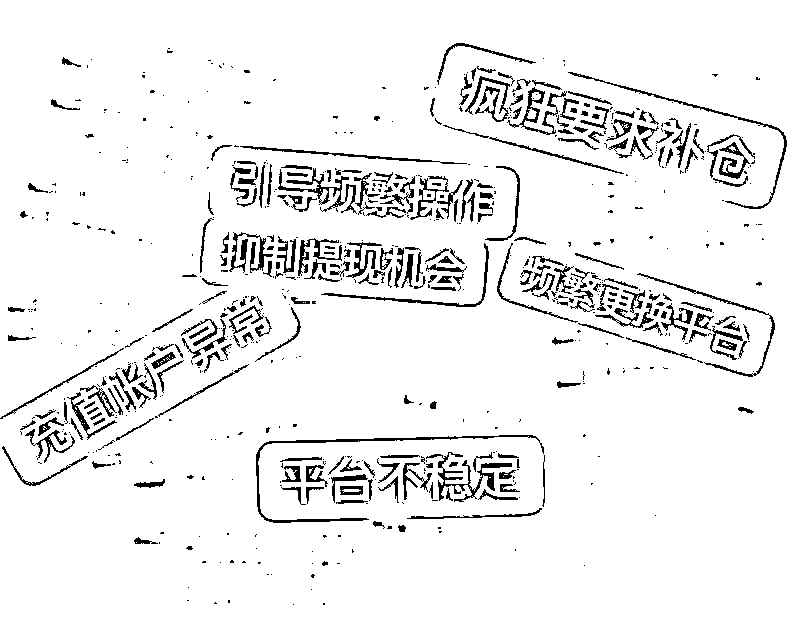 疯狂要求补仓
引导频繁操作
抑制提现机会
频繁更换平台
充值帐户异常
平台不稳定